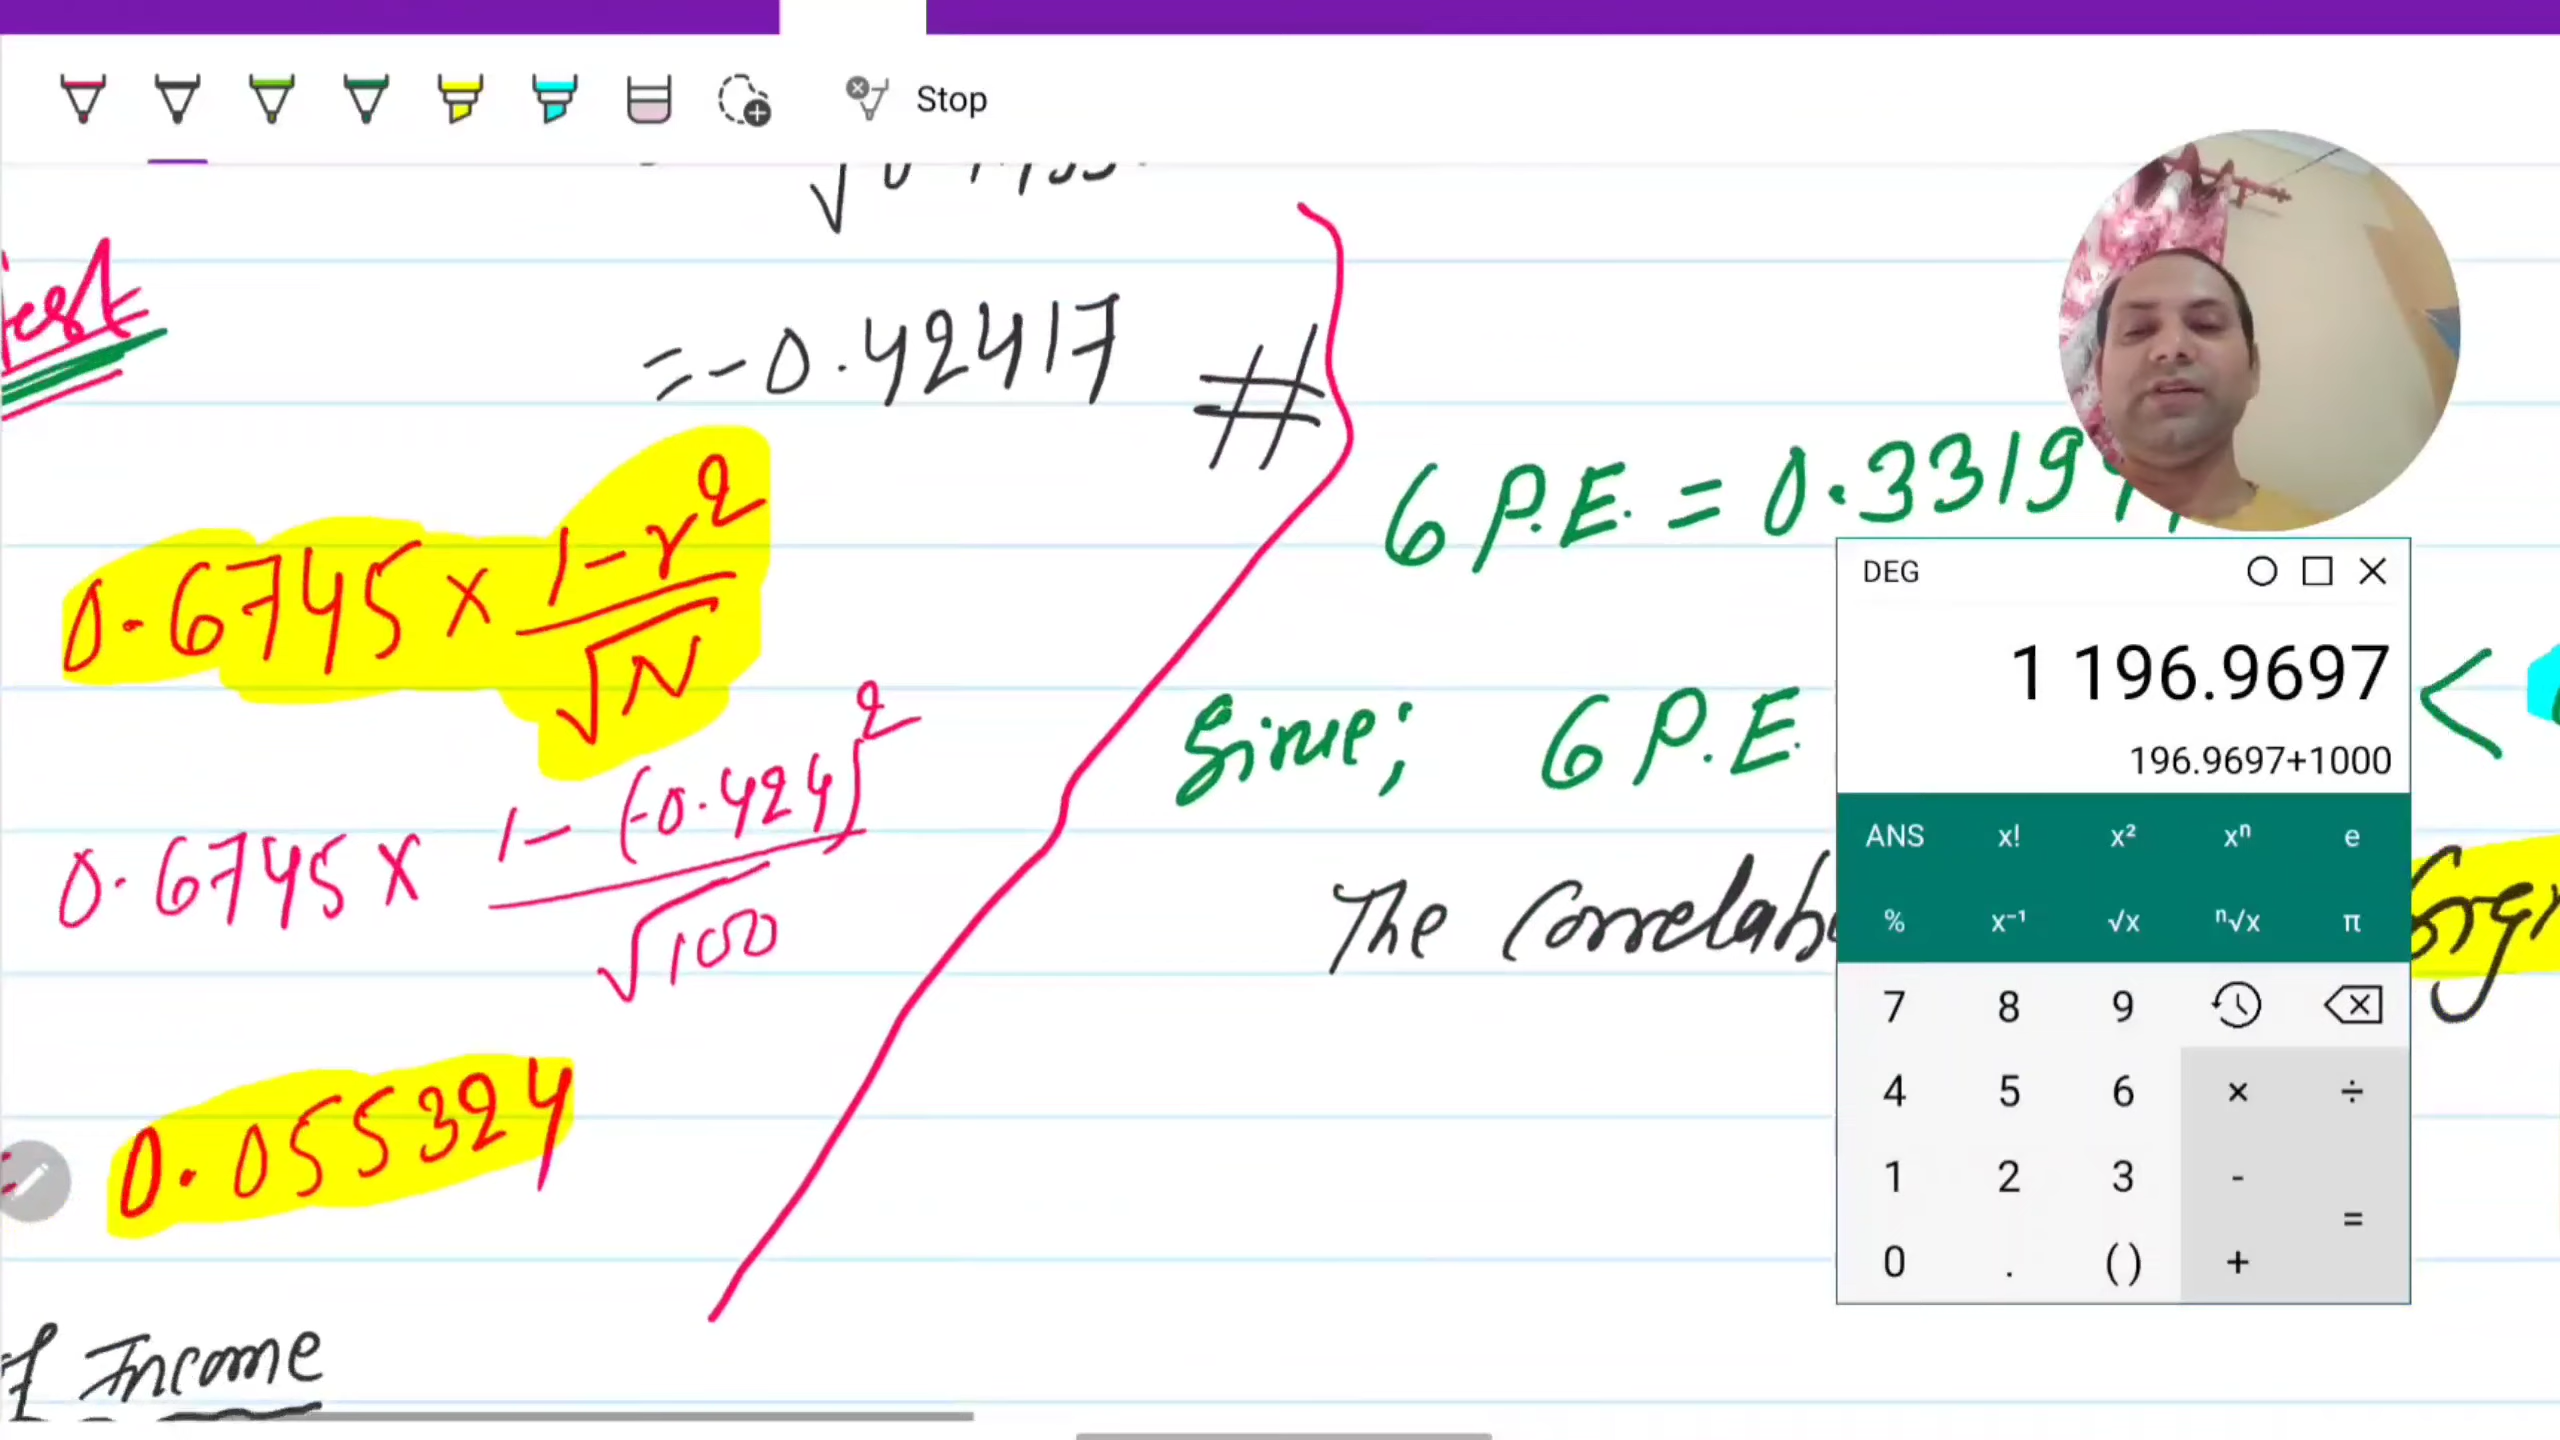 Stop
= -0.42417 #
0.6745 × 1-r² / √N
0.6745 × 1-(-0.424)² / √100
0.055324
Income
6 P.E. = 0.3319
Since; 6 P.E. <
The
DEG
1 196.9697
196.9697+1000
ANS x! x² xⁿ e
% x⁻¹ √x ⁿ√x π
7 8 9
4 5 6 × ÷
1 2 3 - =
0 . ( ) +